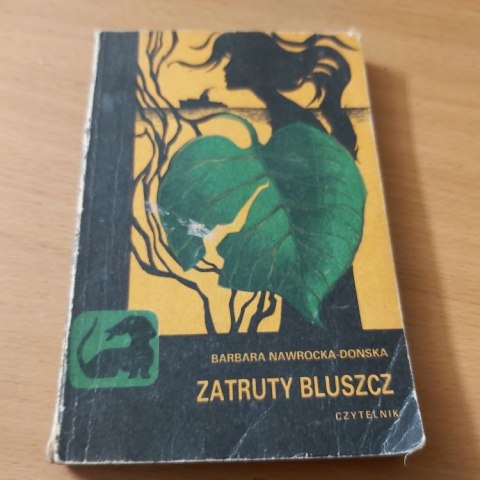 BARBARA NAWROCKA-DOŃSKA
ZATRUTY BLUSZCZ
CZYTELNIK